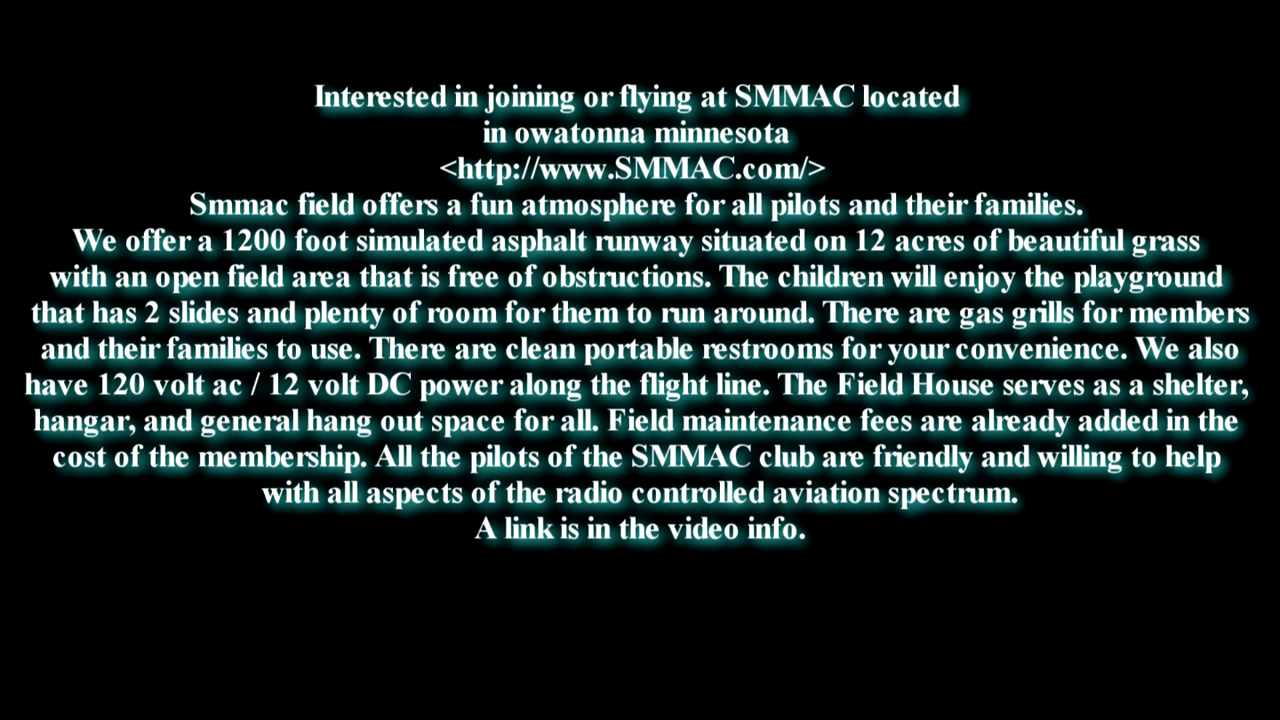 Interested in joining or flying at SMMAC located
in owatonna minnesota
<http://www.SMMAC.com/>
Smmac field offers a fun atmosphere for all pilots and their families.
We offer a 1200 foot simulated asphalt runway situated on 12 acres of beautiful grass
with an open field area that is free of obstructions. The children will enjoy the playground
that has 2 slides and plenty of room for them to run around. There are gas grills for members
and their families to use. There are clean portable restrooms for your convenience. We also
have 120 volt ac / 12 volt DC power along the flight line. The Field House serves as a shelter,
hangar, and general hang out space for all. Field maintenance fees are already added in the
cost of the membership. All the pilots of the SMMAC club are friendly and willing to help
with all aspects of the radio controlled aviation spectrum.
A link is in the video info.